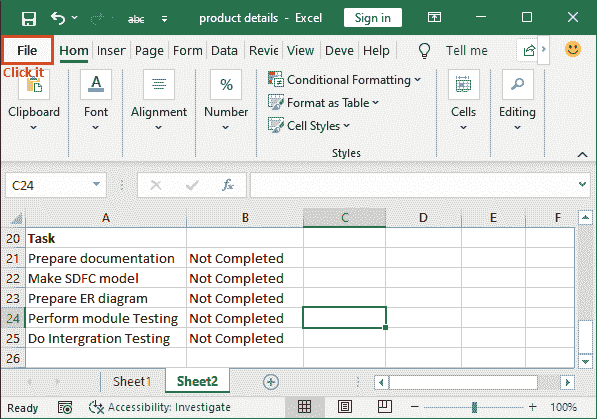 abc product details - Excel Sign in
File Hom Inser Page Form Data Revie View Deve Help Tell me
Click it
Clipboard Font Alignment Number Conditional Formatting Format as Table Cell Styles Cells Editing
A % 
Styles
C24 fx
A B C D E F
20 Task
21 Prepare documentation Not Completed
22 Make SDFC model Not Completed
23 Prepare ER diagram Not Completed
24 Perform module Testing Not Completed
25 Do Intergration Testing Not Completed
26
Sheet1 Sheet2
Ready Accessibility: Investigate 100%